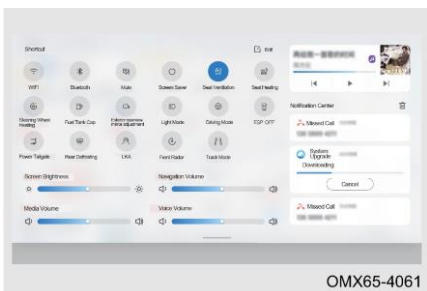 Shortcut
Edit
WIFI
Bluetooth
Mute
Screen Saver
Seat Ventilation
Seat Heating
Steering Wheel
Heating
Fuel Tank Cap
Exterior rearview
mirror adjustment
Light Mode
Driving Mode
ESP OFF
Power Tailgate
Rear Defrosting
LKA
Front Radar
Track Mode
Screen Brightness
Navigation Volume
Media Volume
Voice Volume
Notification Center
Missed Call
System
Upgrade
Downloading
Cancel
Missed Call
OMX65-4061